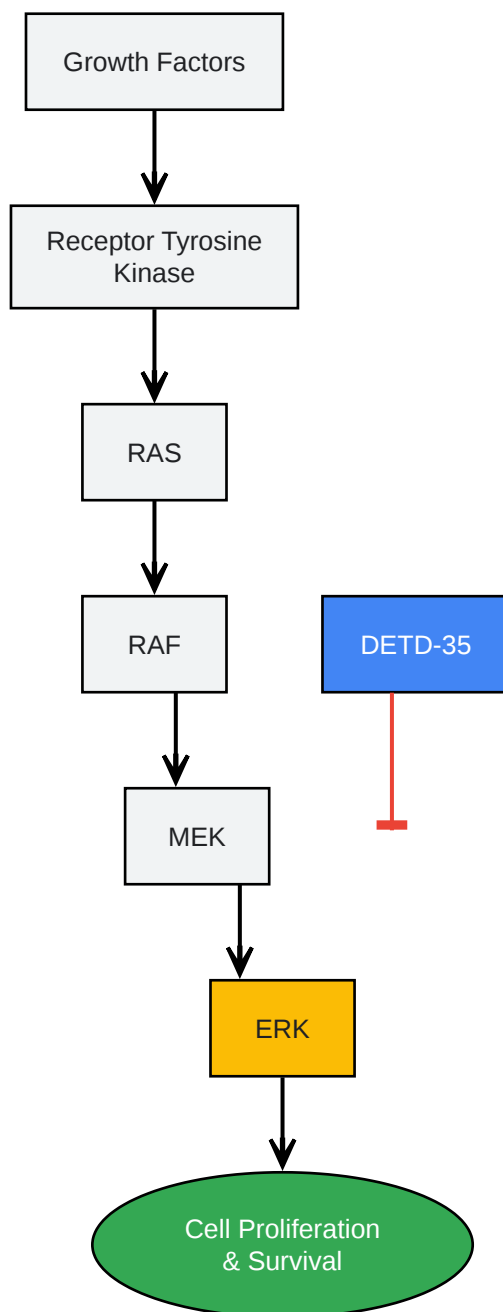 Growth Factors
Receptor Tyrosine
Kinase
RAS
RAF
DETD-35
MEK
ERK
Cell Proliferation
& Survival